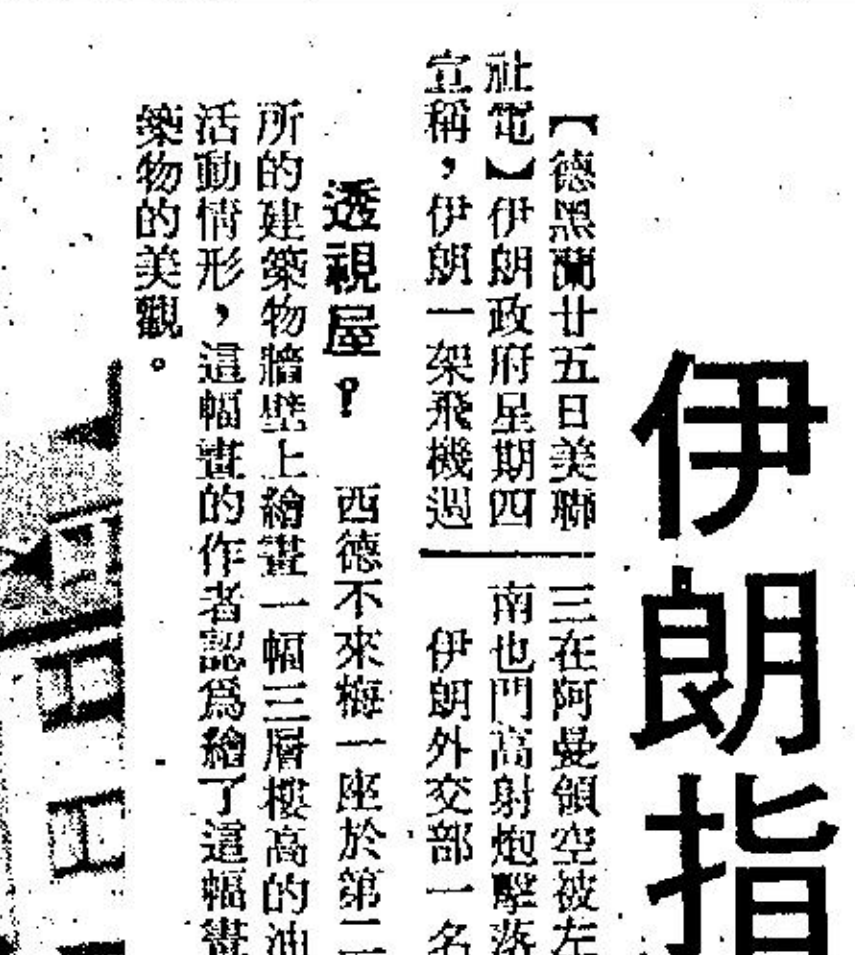 伊朗指
【德黑蘭廿五日美聯
社電】伊朗政府星期四
宣稱，伊朗一架飛機週
三在阿曼領空被左
南也門高射炮擊落
伊朗外交部一名
透視屋？
西德不來梅一座於第二
所的建築物牆壁上繪畫一幅三層樓高的油
活動情形，這幅畫的作者認爲繪了這幅畫
築物的美觀。